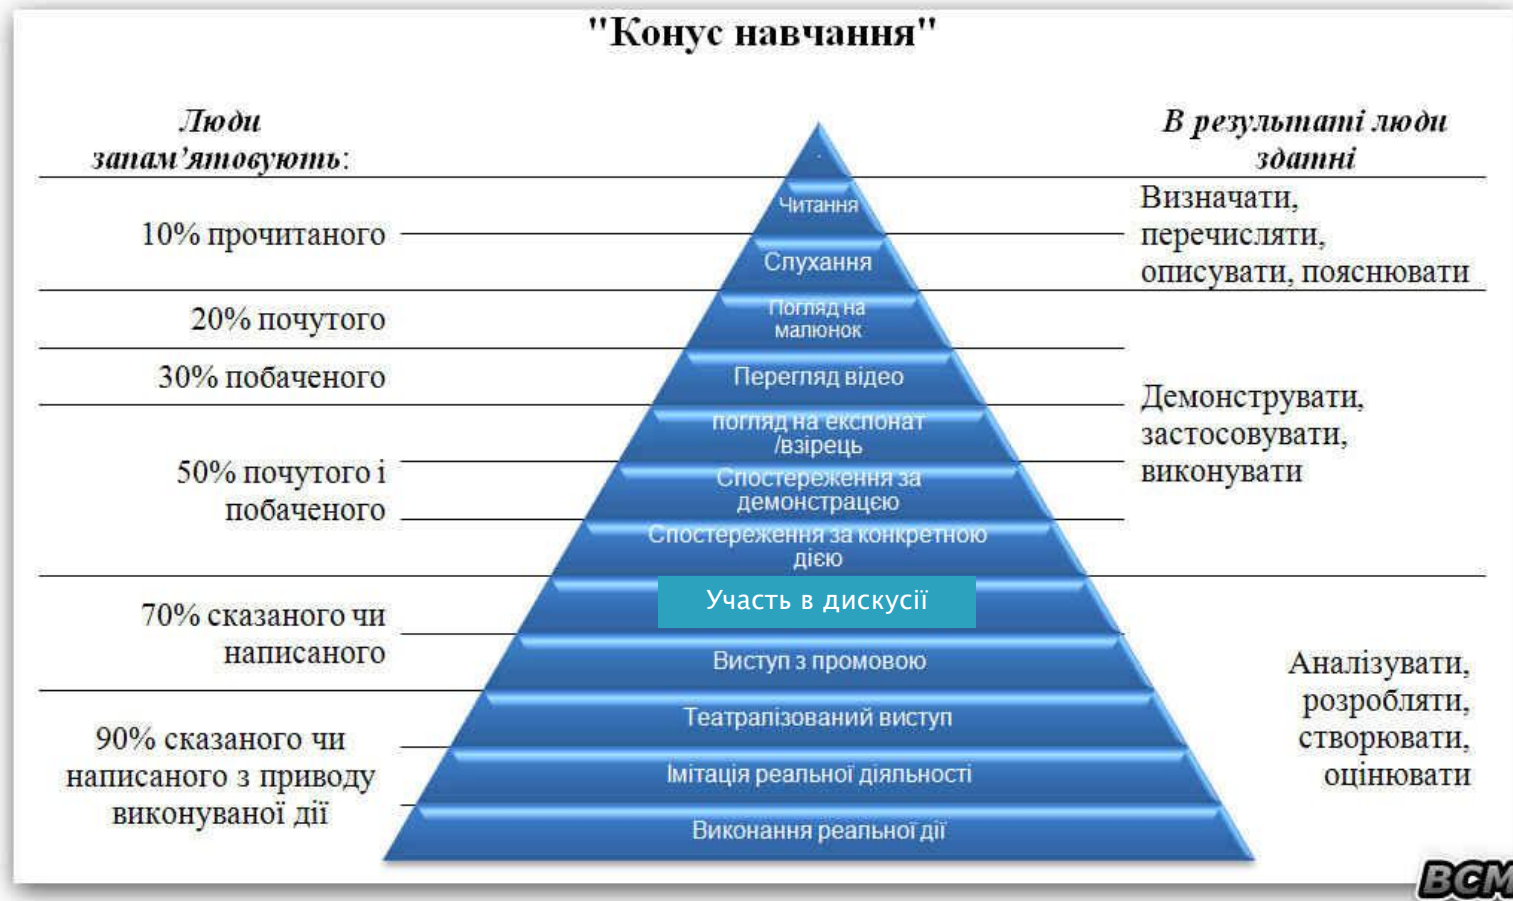 "Конус навчання"
Люди
запам’ятовують:
10% прочитаного
20% почутого
30% побаченого
50% почутого і
побаченого
70% сказаного чи
написаного
90% сказаного чи
написаного з приводу
виконуваної дії
Читання
Слухання
Погляд на
малюнок
Перегляд відео
погляд на експонат
/взірець
Спостереження за
демонстрацією
Спостереження за конкретною
дією
Участь в дискусії
Виступ з промовою
Театралізований виступ
Імітація реальної діяльності
Виконання реальної дії
В результаті люди
здатні
Визначати,
перечисляти,
описувати, пояснювати
Демонструвати,
застосовувати,
виконувати
Аналізувати,
розробляти,
створювати,
оцінювати
BCM